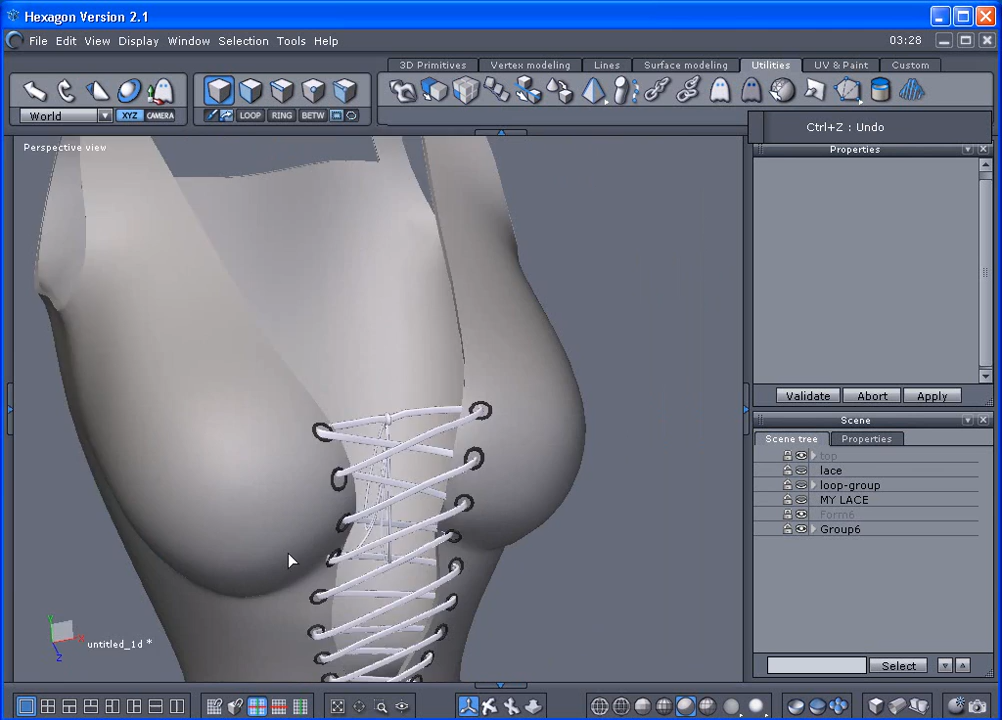 Hexagon Version 2.1
File Edit View Display Window Selection Tools Help
03:28
3D Primitives Vertex modeling Lines Surface modeling Utilities UV & Paint Custom
World XYZ CAMERA
LOOP RING BETW
Ctrl+Z : Undo
Perspective view
Properties
Validate Abort Apply
Scene
Scene tree Properties
top
lace
loop-group
MY LACE
Form6
Group6
Y
X
Z
untitled_1d *
Select